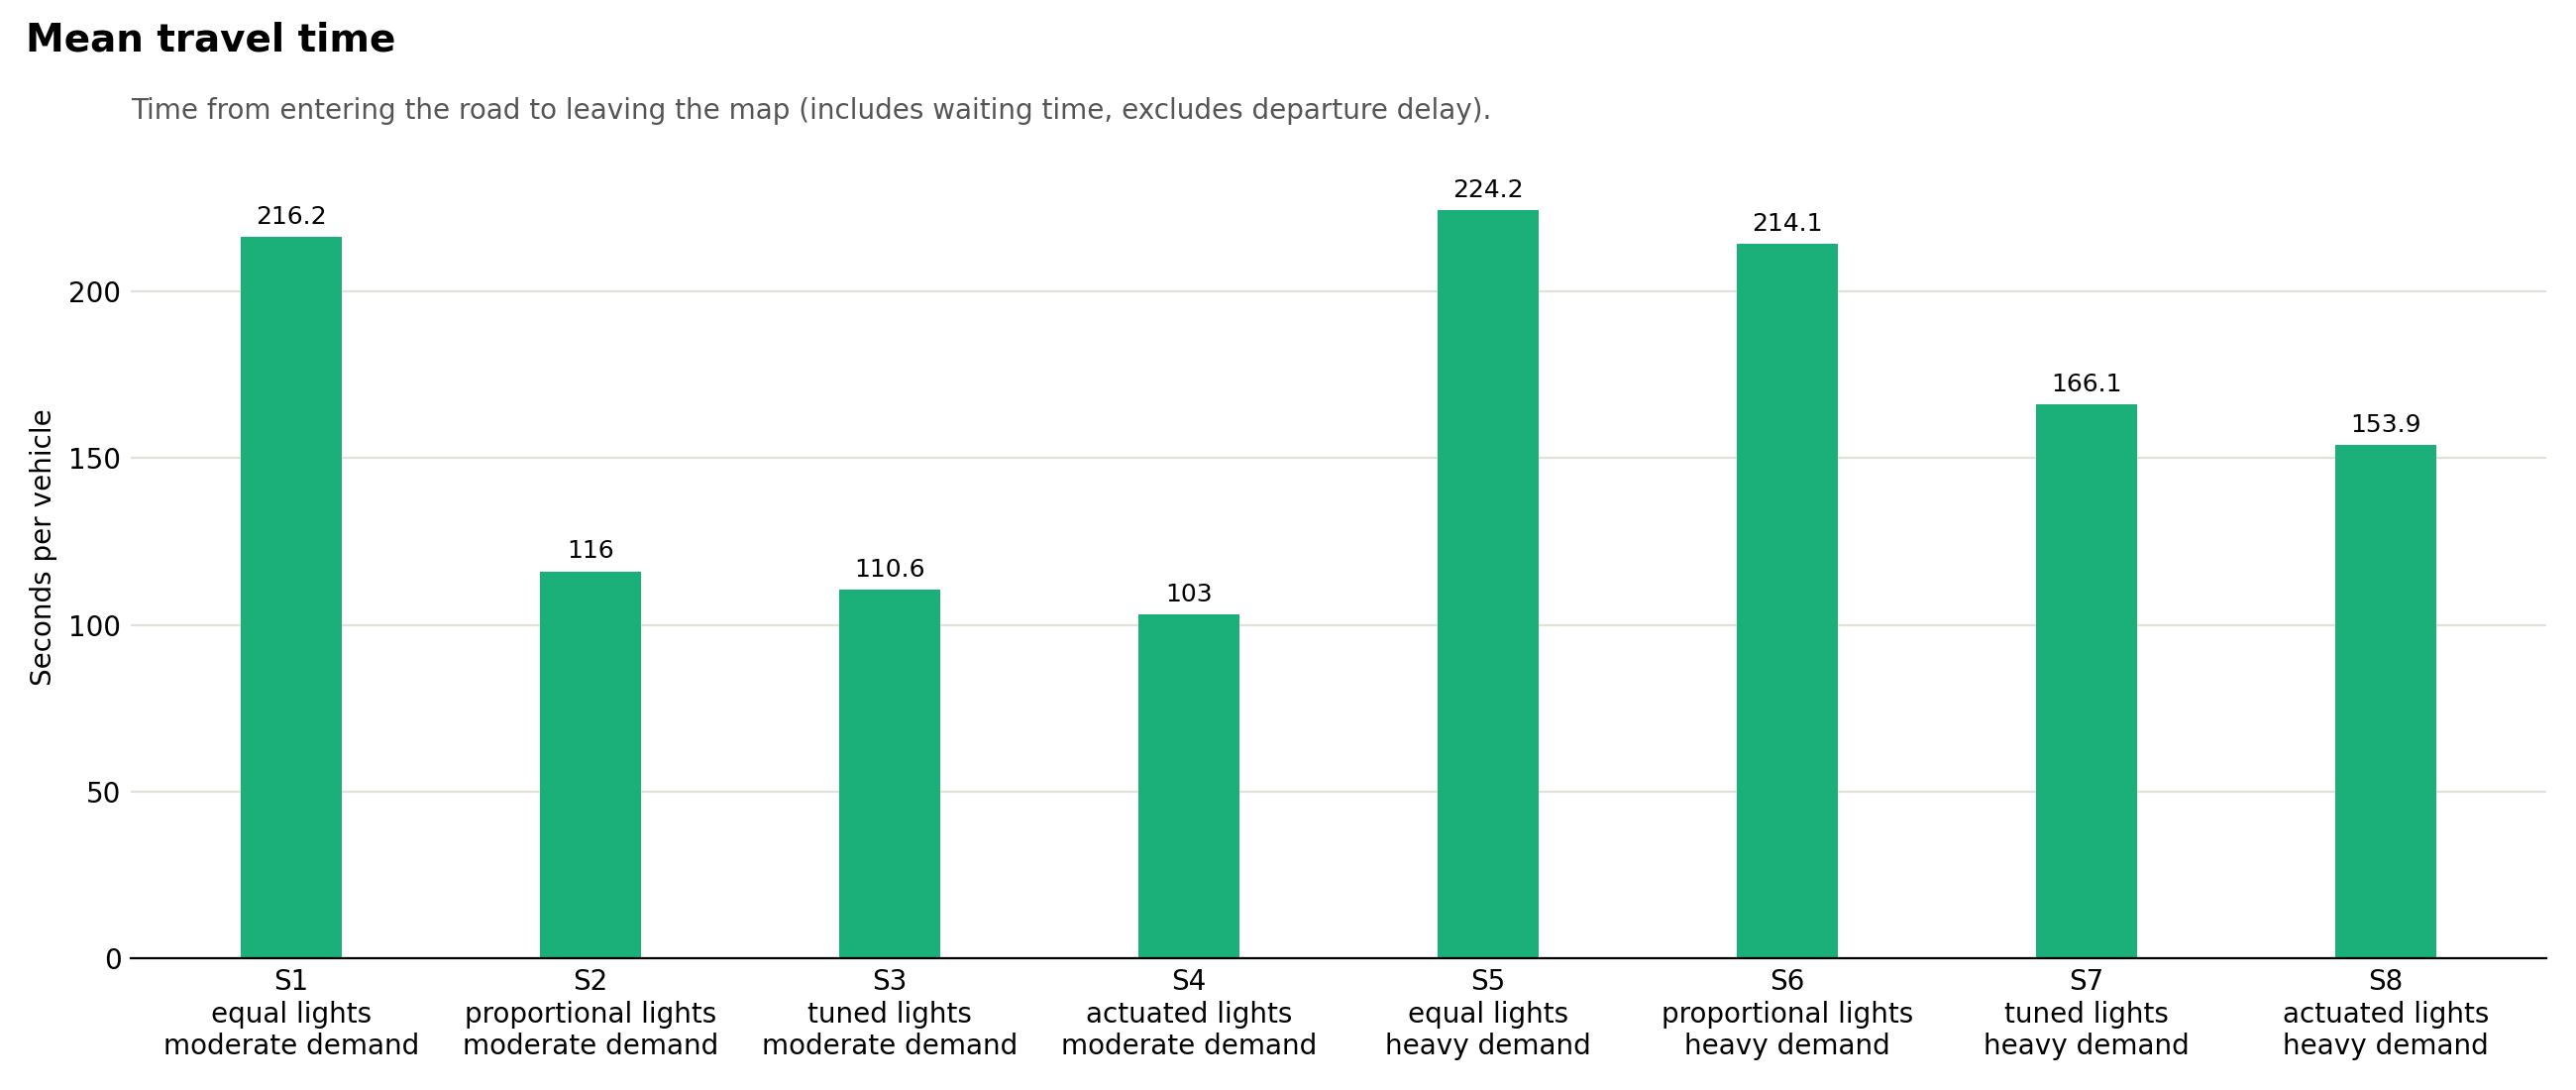 Mean travel time
Time from entering the road to leaving the map (includes waiting time, excludes departure delay).
Seconds per vehicle
200
150
100
50
0
216.2
116
110.6
103
224.2
214.1
166.1
153.9
S1
equal lights
moderate demand
S2
proportional lights
moderate demand
S3
tuned lights
moderate demand
S4
actuated lights
moderate demand
S5
equal lights
heavy demand
S6
proportional lights
heavy demand
S7
tuned lights
heavy demand
S8
actuated lights
heavy demand